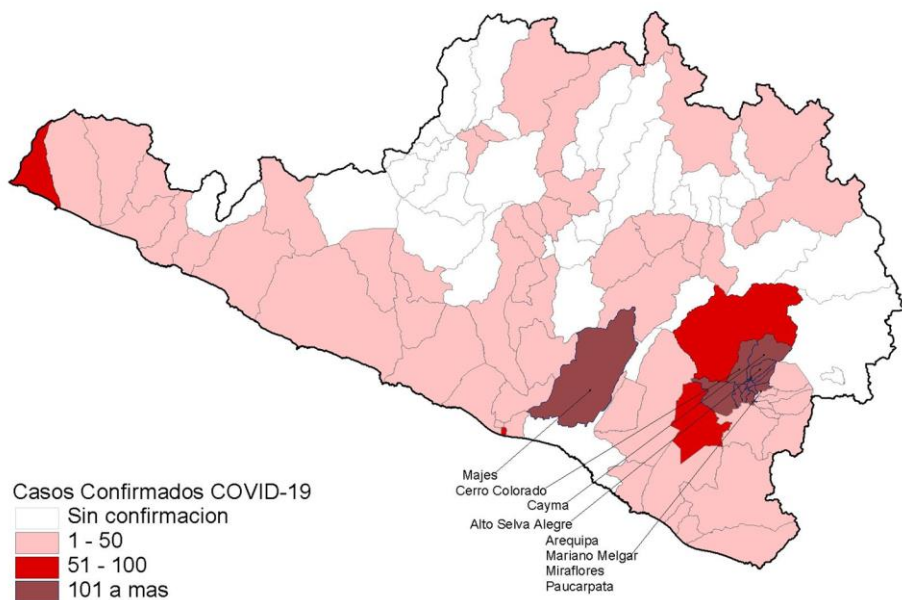 Majes
Cerro Colorado
Cayma
Alto Selva Alegre
Arequipa
Mariano Melgar
Miraflores
Paucarpata
Casos Confirmados COVID-19
Sin confirmacion
1 - 50
51 - 100
101 a mas